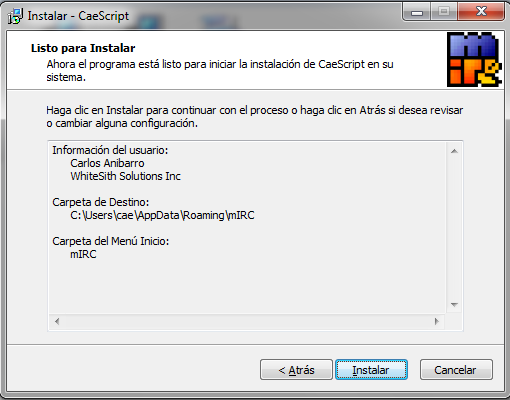 Instalar - CaeScript
Listo para Instalar
Ahora el programa está listo para iniciar la instalación de CaeScript en su
sistema.
Haga clic en Instalar para continuar con el proceso o haga clic en Atrás si desea revisar
o cambiar alguna configuración.
Información del usuario:
Carlos Anibarro
WhiteSith Solutions Inc
Carpeta de Destino:
C:\Users\cae\AppData\Roaming\mIRC
Carpeta del Menú Inicio:
mIRC
< Atrás
Instalar
Cancelar